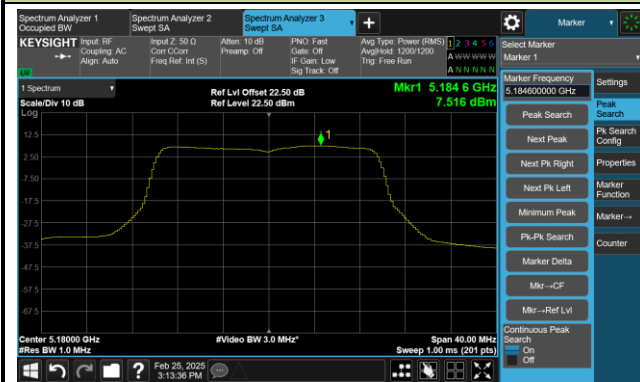 Spectrum Analyzer 1
Occupied BW
Spectrum Analyzer 2
Swept SA
Spectrum Analyzer 3
Swept SA
Marker
KEYSIGHT
Input: RF
Coupling: AC
Align: Auto
Input Z: 50 Ω
Corr CCorr
Freq Ref: Int (S)
Atten: 10 dB
Preamp: Off
PNO: Fast
Gate: Off
IF Gain: Low
Sig Track: Off
Avg Type: Power (RMS)
Avg|Hold: 1200/1200
Trig: Free Run
1 2 3 4 5 6
A W W W W W
A N N N N N
LXI
Select Marker
Marker 1
1 Spectrum
Scale/Div 10 dB
Ref Lvl Offset 22.50 dB
Ref Level 22.50 dBm
Mkr1 5.184 6 GHz
7.516 dBm
Log
12.5
2.50
-7.50
-17.5
-27.5
-37.5
-47.5
-57.5
-67.5
1
Center 5.18000 GHz
#Res BW 1.0 MHz
#Video BW 3.0 MHz*
Span 40.00 MHz
Sweep 1.00 ms (201 pts)
Marker Frequency
5.184600000 GHz
Peak Search
Next Peak
Next Pk Right
Next Pk Left
Minimum Peak
Pk-Pk Search
Marker Delta
Mkr→CF
Mkr→Ref Lvl
Continuous Peak
Search
On
Off
Settings
Peak
Search
Pk Search
Config
Properties
Marker
Function
Marker→
Counter
?
Feb 25, 2025
3:13:36 PM